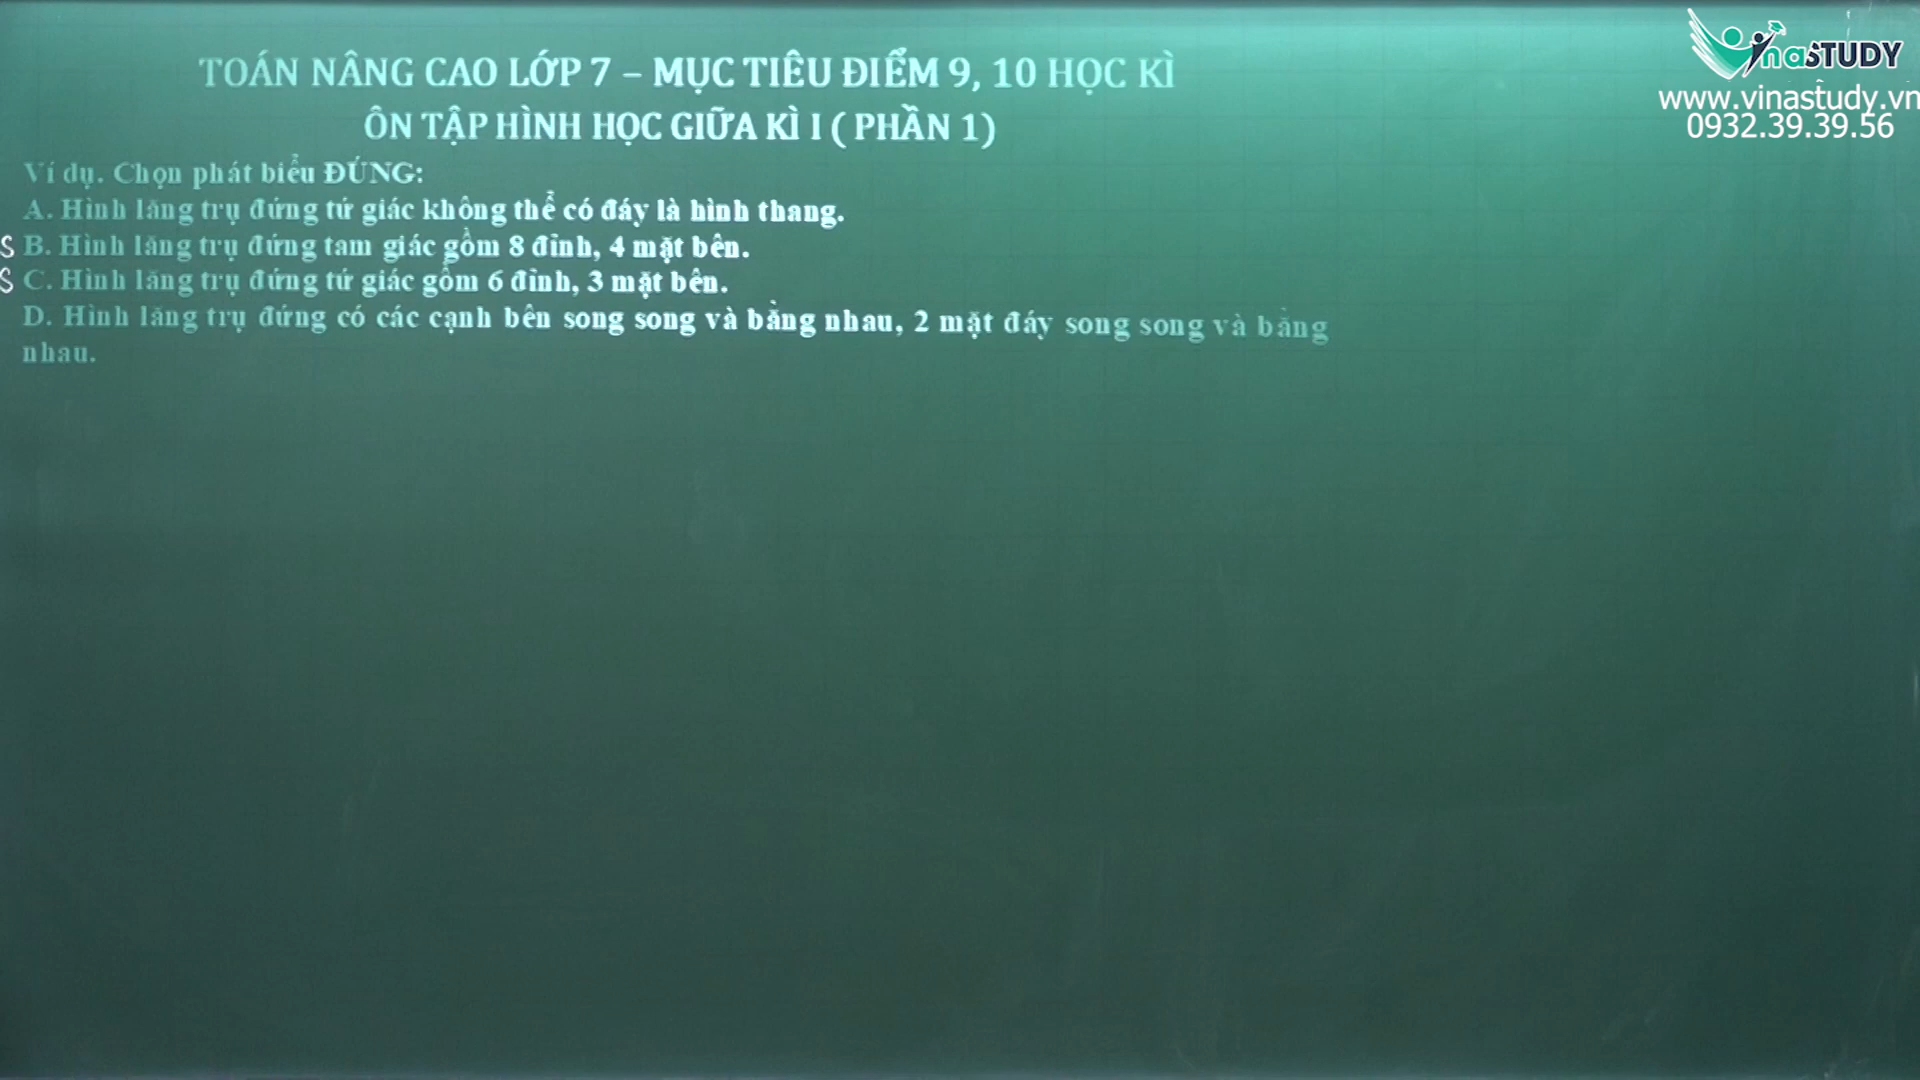 VinaSTUDY
www.vinastudy.vn
0932.39.39.56
TOÁN NÂNG CAO LỚP 7 – MỤC TIÊU ĐIỂM 9, 10 HỌC KÌ
ÔN TẬP HÌNH HỌC GIỮA KÌ I ( PHẦN 1)
Ví dụ. Chọn phát biểu ĐÚNG:
A. Hình lăng trụ đứng tứ giác không thể có đáy là hình thang.
S B. Hình lăng trụ đứng tam giác gồm 8 đỉnh, 4 mặt bên.
S C. Hình lăng trụ đứng tứ giác gồm 6 đỉnh, 3 mặt bên.
D. Hình lăng trụ đứng có các cạnh bên song song và bằng nhau, 2 mặt đáy song song và bằng
nhau.